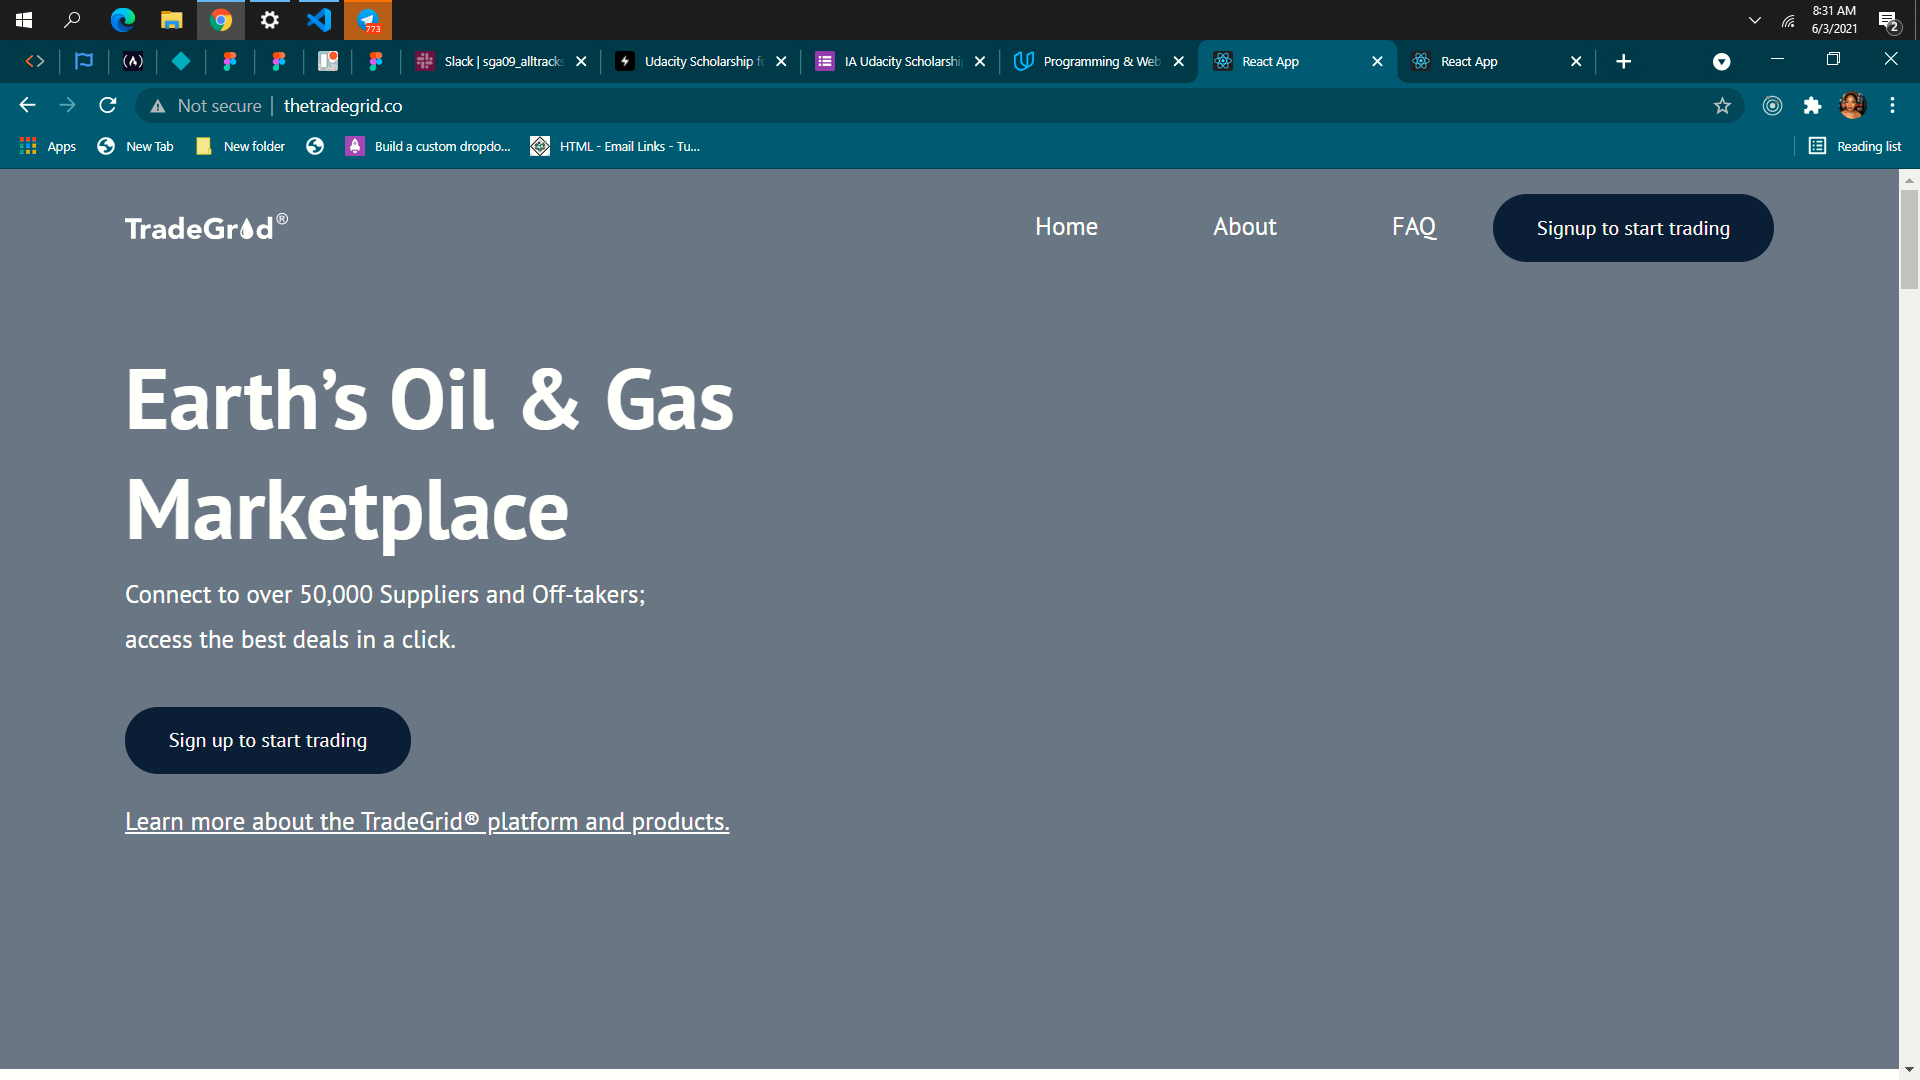 773
8:31 AM
6/3/2021
2
Slack | sga09_alltracks
Udacity Scholarship fo
IA Udacity Scholarship
Programming & Web
React App
React App
Not secure | thetradegrid.co
Apps
New Tab
New folder
Build a custom dropdo...
HTML - Email Links - Tu...
Reading list
TradeGrid®
Home
About
FAQ
Signup to start trading
Earth’s Oil & Gas
Marketplace
Connect to over 50,000 Suppliers and Off-takers;
access the best deals in a click.
Sign up to start trading
Learn more about the TradeGrid® platform and products.